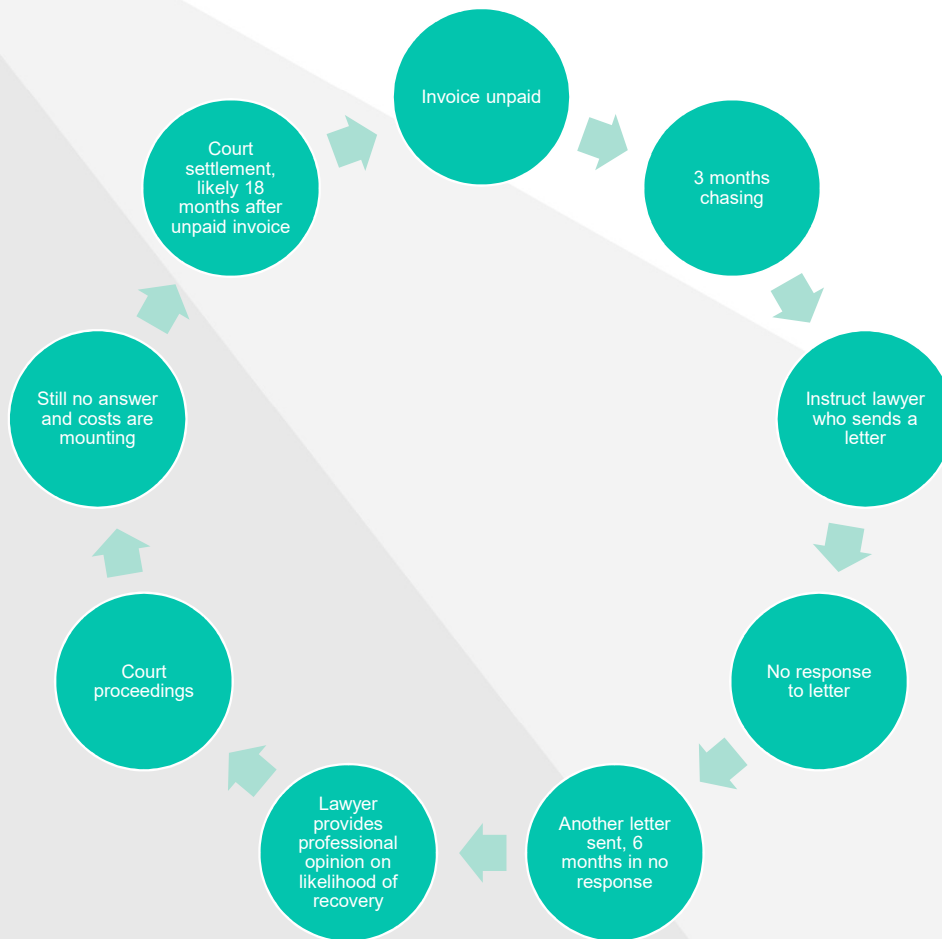 Invoice unpaid
3 months
chasing
Instruct lawyer
who sends a
letter
No response
to letter
Another letter
sent, 6
months in no
response
Lawyer
provides
professional
opinion on
likelihood of
recovery
Court
proceedings
Still no answer
and costs are
mounting
Court
settlement,
likely 18
months after
unpaid invoice